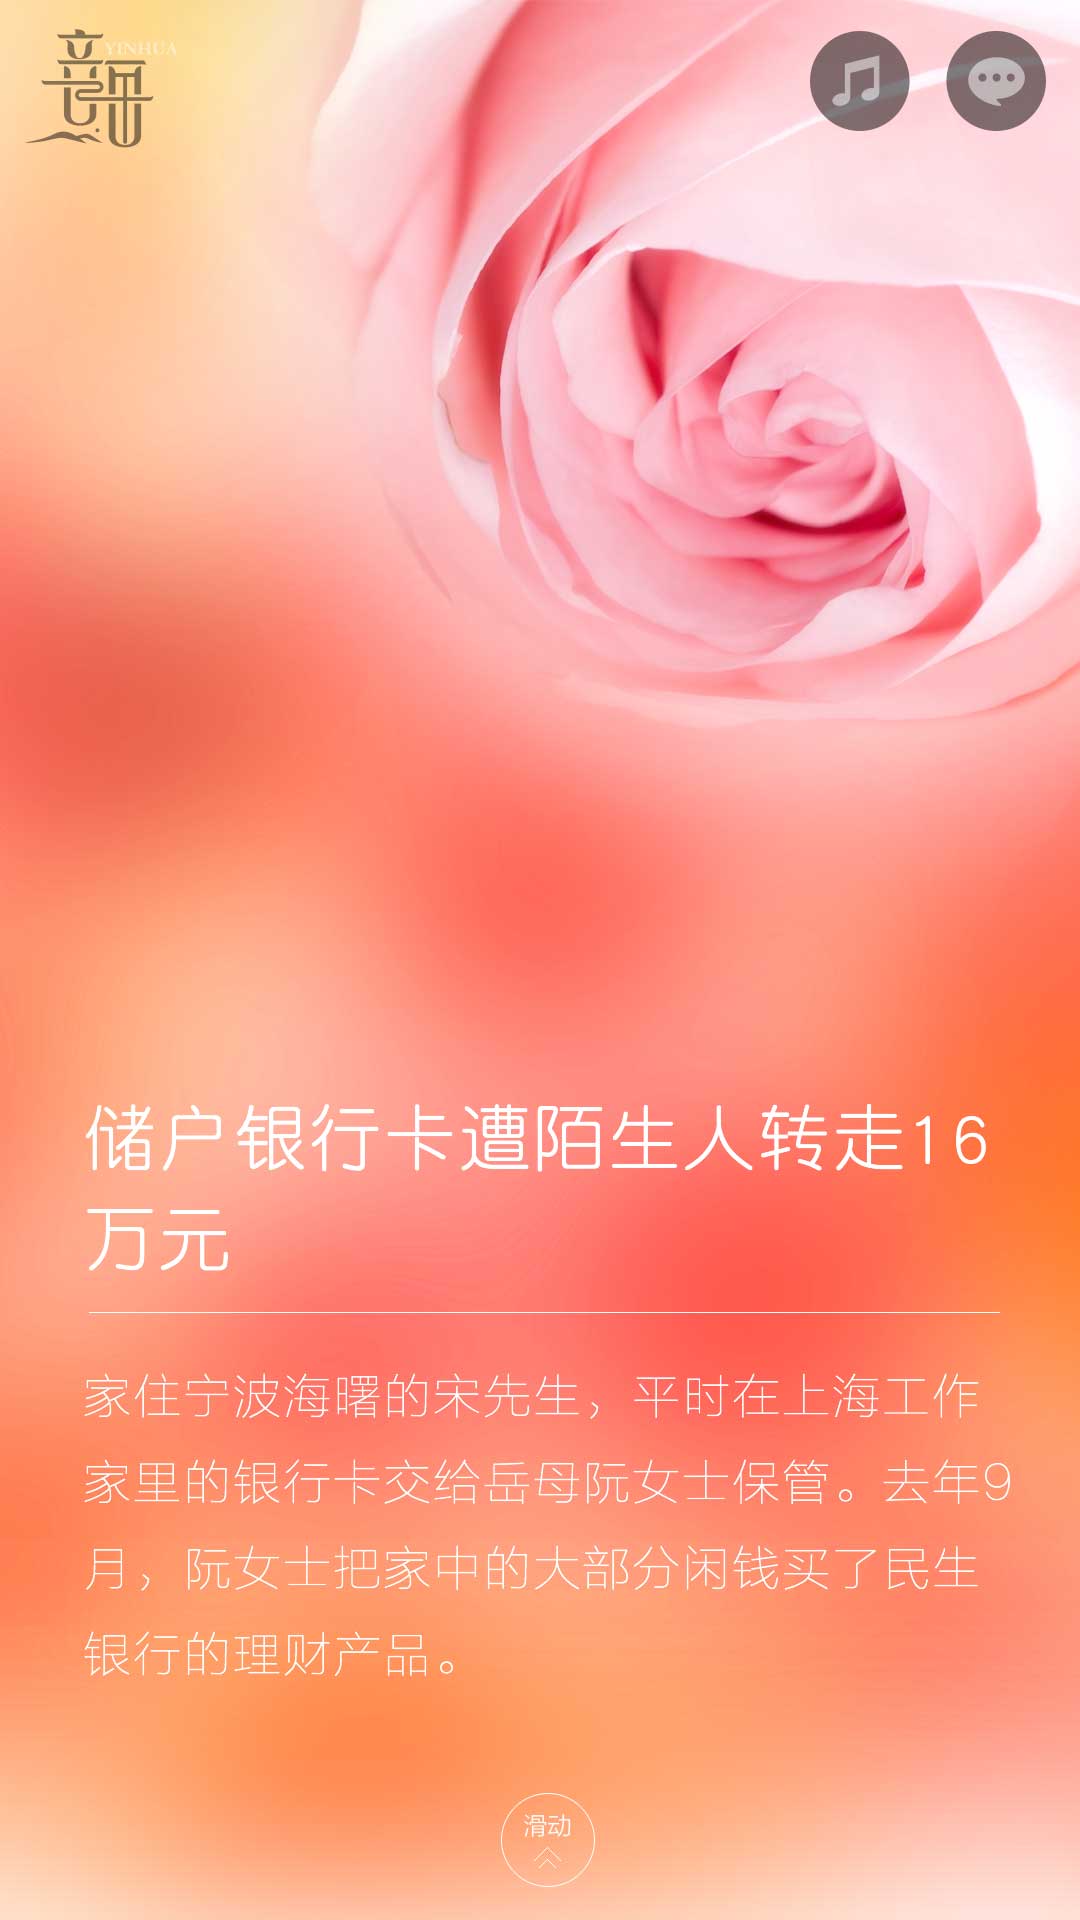 YINHUA
储户银行卡遭陌生人转走16
万元
家住宁波海曙的宋先生，平时在上海工作
家里的银行卡交给岳母阮女士保管。去年9
月，阮女士把家中的大部分闲钱买了民生
银行的理财产品。
滑动